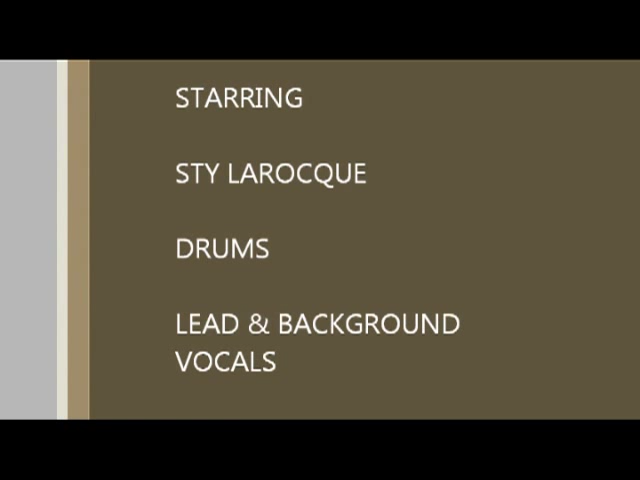 STARRING
STY LAROCQUE
DRUMS
LEAD & BACKGROUND
VOCALS